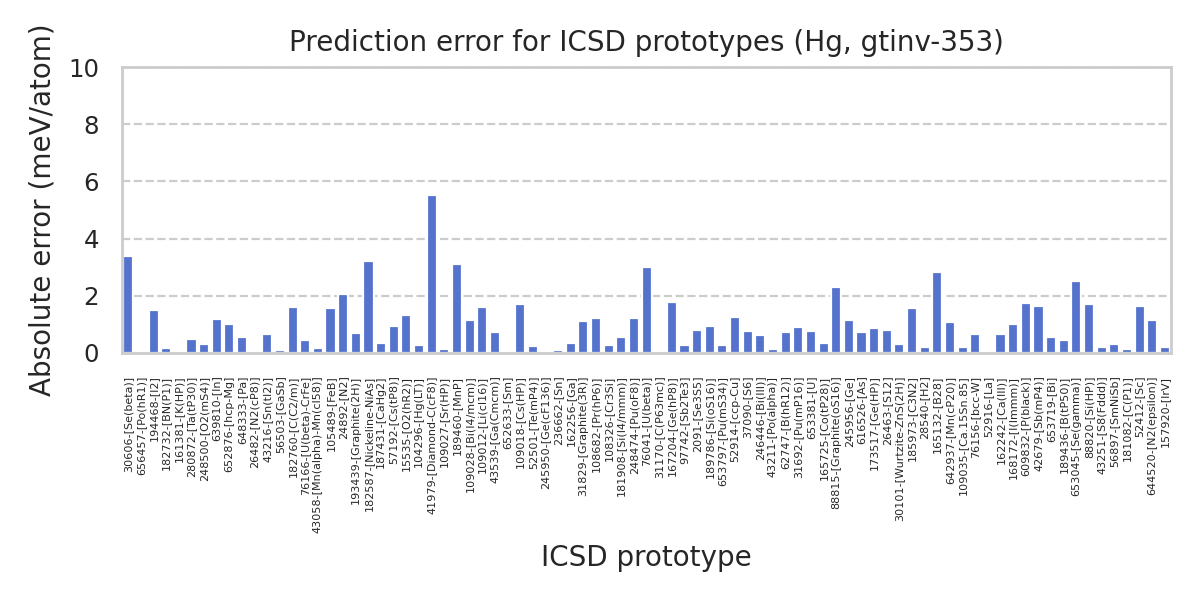 Prediction error for ICSD prototypes (Hg, gtinv-353)
Absolute error (meV/atom)
10
8
6
4
2
0
30606-[Se(beta)]
656457-[Po(hR1)]
194468-[I2]
182732-[BN(P1)]
161381-[K(HP)]
280872-[Ta(tP30)]
248500-[O2(mS4)]
639810-[In]
652876-[hcp-Mg]
648333-[Pa]
26482-[N2(cP8)]
43216-[Sn(tI2)]
56503-[GaSb]
182760-[C(C2/m)]
76166-[U(beta)-CrFe]
43058-[Mn(alpha)-Mn(cI58)]
105489-[FeB]
24892-[N2]
193439-[Graphite(2H)]
182587-[Nickeline-NiAs]
187431-[CaHg2]
57192-[Cs(tP8)]
15535-[O2(hR2)]
104296-[Hg(LT)]
41979-[Diamond-C(cF8)]
109027-[Sr(HP)]
189460-[MnP]
109028-[Bi(I4/mcm)]
109012-[Li(cI16)]
43539-[Ga(Cmcm)]
652633-[Sm]
109018-[Cs(HP)]
52501-[Te(mP4)]
245950-[Ge(cF136)]
236662-[Sn]
162256-[Ga]
31829-[Graphite(3R)]
108682-[Pr(hP6)]
108326-[Cr3Si]
181908-[Si(I4/mmm)]
248474-[Pu(oF8)]
76041-[U(beta)]
31170-[C(P63mc)]
167204-[Ge(hP8)]
97742-[Sb2Te3]
2091-[Se3S5]
189786-[Si(oS16)]
653797-[Pu(mS34)]
52914-[ccp-Cu]
37090-[S6]
246446-[Bi(III)]
43211-[Po(alpha)]
62747-[B(hR12)]
31692-[Pu(mP16)]
653381-[U]
165725-[Co(tP28)]
88815-[Graphite(oS16)]
245956-[Ge]
616526-[As]
173517-[Ge(HP)]
26463-[S12]
30101-[Wurtzite-ZnS(2H)]
185973-[C3N2]
28540-[H2]
165132-[B28]
642937-[Mn(cP20)]
109035-[Ca.15Sn.85]
76156-[bcc-W]
52916-[La]
162242-[Ca(III)]
168172-[I(Immm)]
609832-[P(black)]
42679-[Sb(mP4)]
653719-[Bi]
189436-[B(tP50)]
653045-[Se(gamma)]
88820-[Si(HP)]
43251-[S8(Fddd)]
56897-[SmNiSb]
181082-[C(P1)]
52412-[Sc]
644520-[N2(epsilon)]
157920-[IrV]
ICSD prototype